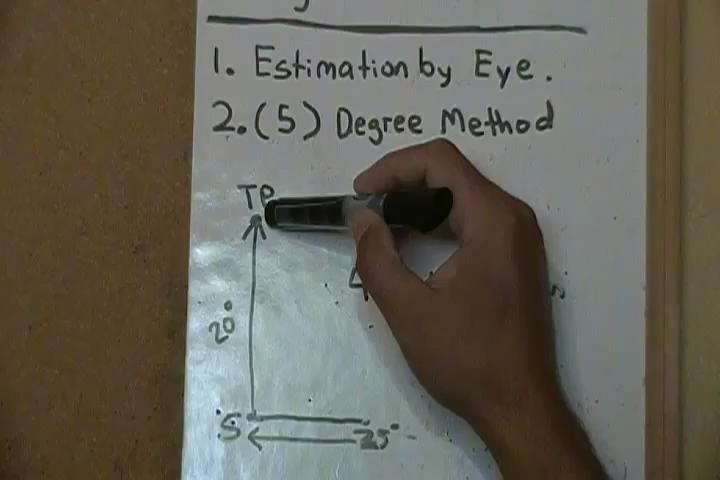 1. Estimation by Eye.
2. (5) Degree Method
TP
20°
S
25°